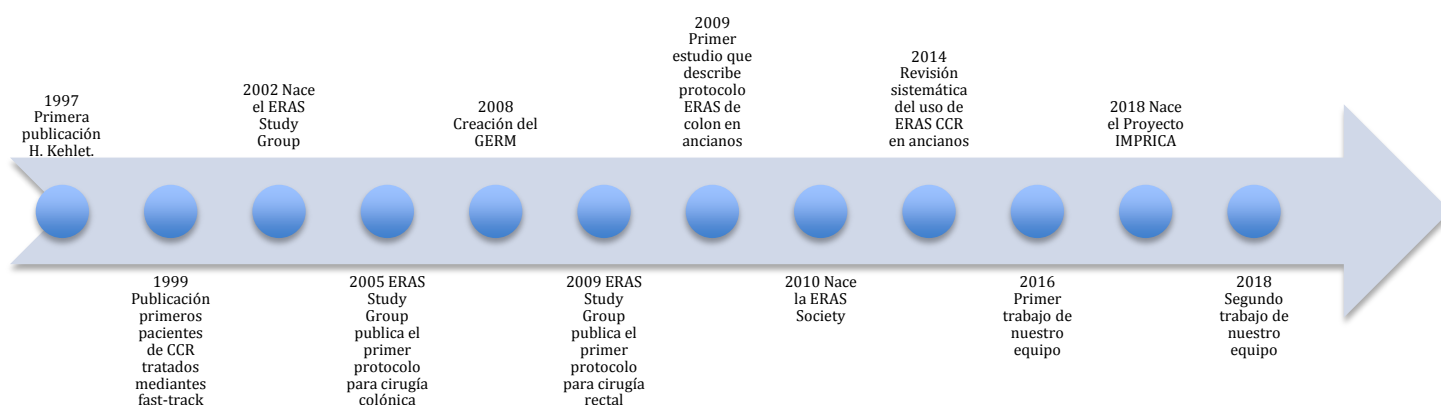 1997
Primera
publicación
H. Kehlet.
1999
Publicación
primeros
pacientes
de CCR
tratados
mediantes
fast-track
2002 Nace
el ERAS
Study
Group
2005 ERAS
Study
Group
publica el
primer
protocolo
para cirugía
colónica
2008
Creación del
GERM
2009 ERAS
Study
Group
publica el
primer
protocolo
para cirugía
rectal
2009
Primer
estudio que
describe
protocolo
ERAS de
colon en
ancianos
2010 Nace
la ERAS
Society
2014
Revisión
sistemática
del uso de
ERAS CCR
en ancianos
2016
Primer
trabajo de
nuestro
equipo
2018 Nace
el Proyecto
IMPRICA
2018
Segundo
trabajo de
nuestro
equipo